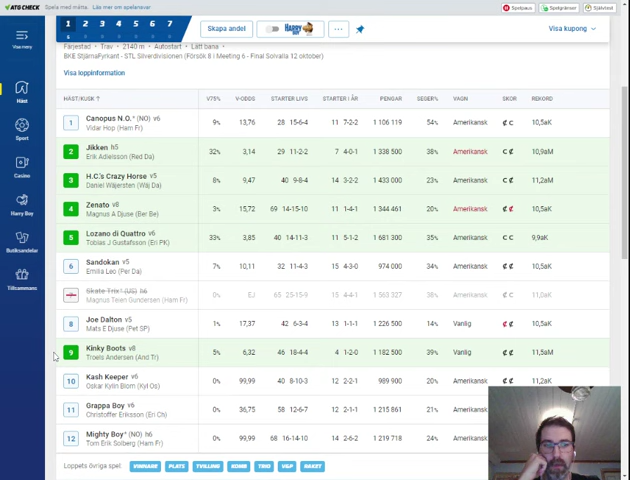 ATG CHECK Spela med måtta. Läs mer om spelansvar Spelpaus Spelgränser Självtest
Visa meny
Häst
Sport
Casino
Harry Boy
Butiksandelar
Tillsammans
1 2 3 4 5 6 7
6
Skapa andel HARRY BOY ... Visa kupong
Färjestad • Trav • 2140 m • Autostart • Lätt bana •
BKE StjärnaFyrkant - STL Silverdivisionen (Försök 8 i Meeting 6 - Final Solvalla 12 oktober)
Visa loppinformation
HÄST/KUSK ↑ V75% V-ODDS STARTER LIVS STARTER I ÅR PENGAR SEGER% VAGN SKOR REKORD
1 Canopus N.O.* (NO) v6 9% 13,76 28 15-6-4 11 7-2-2 1 106 119 54% Amerikansk 10,5aK
Vidar Hop (Ham Fr)
2 Jikken h5 32% 3,14 29 11-2-2 7 4-0-1 1 338 500 38% Amerikansk 10,9aM
Erik Adielsson (Red Da)
3 H.C.'s Crazy Horse v5 8% 9,47 40 9-8-4 14 3-2-2 1 433 000 23% Amerikansk 11,2aM
Daniel Wäjersten (Wäj Da)
4 Zenato v8 3% 15,72 69 14-15-10 11 1-4-1 1 344 461 20% Amerikansk 10,5aK
Magnus A Djuse (Ber Be)
5 Lozano di Quattro v6 33% 3,85 40 14-11-3 11 5-1-2 1 681 300 35% Amerikansk C C 9,9aK
Tobias J Gustafsson (Eri PK)
6 Sandokan v5 7% 10,11 32 11-4-3 15 4-3-0 974 000 34% Amerikansk 10,5aK
Emilia Leo (Per Da)
7 Skate Trix* (US) h6 0% EJ 65 25-15-9 15 4-4-1 1 563 327 38% Amerikansk 11,0aK
Magnus Teien Gundersen (Ham Fr)
8 Joe Dalton v5 1% 17,37 42 6-3-4 13 1-1-1 1 226 500 14% Vanlig 10,5aK
Mats E Djuse (Pet SP)
9 Kinky Boots v8 5% 6,32 46 18-4-4 4 1-2-0 1 182 500 39% Vanlig 11,5aM
Troels Andersen (And Tr)
10 Kash Keeper v6 0% 99,99 40 8-10-3 12 2-2-1 989 900 20% Amerikansk 11,2aK
Oskar Kylin Blom (Kyl Os)
11 Grappa Boy v6 0% 36,75 58 12-6-7 12 2-1-1 1 215 861 21% Amerikansk
Christoffer Eriksson (Eri Ch)
12 Mighty Boy* (NO) h6 0% 99,99 68 16-14-10 14 2-6-2 1 219 718 24% Amerikansk
Tom Erik Solberg (Ham Fr)
Loppets övriga spel: VINNARE PLATS TVILLING KOMB TRIO V&P RAKET